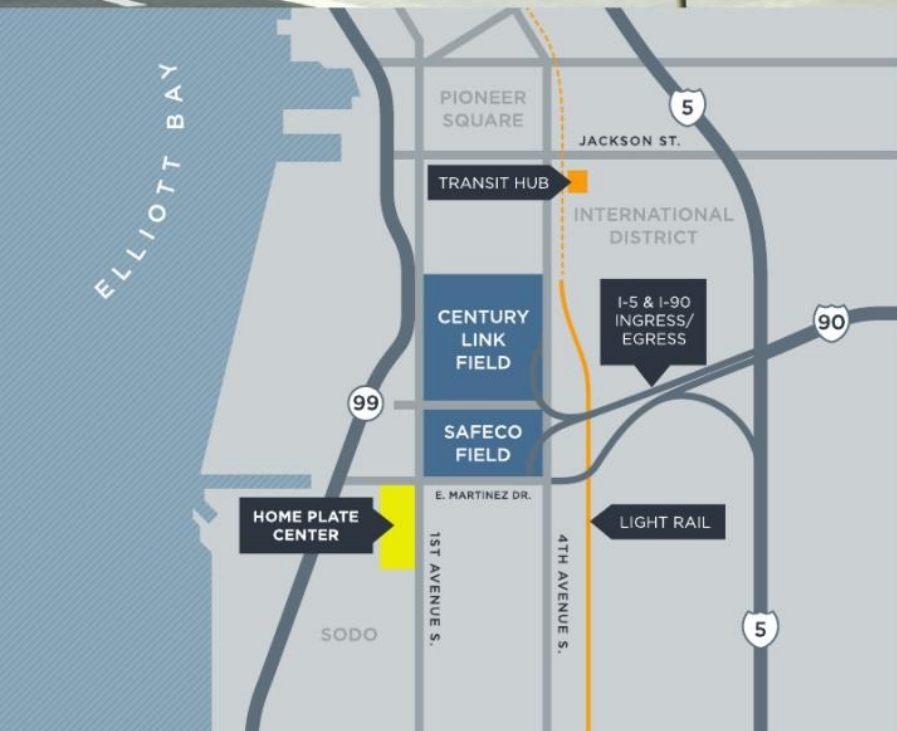 ELLIOTT BAY
PIONEER
SQUARE
5
JACKSON ST.
TRANSIT HUB
INTERNATIONAL
DISTRICT
CENTURY
LINK
FIELD
I-5 & I-90
INGRESS/
EGRESS
90
99
SAFECO
FIELD
E. MARTINEZ DR.
HOME PLATE
CENTER
LIGHT RAIL
1ST AVENUE S.
4TH AVENUE S.
SODO
5